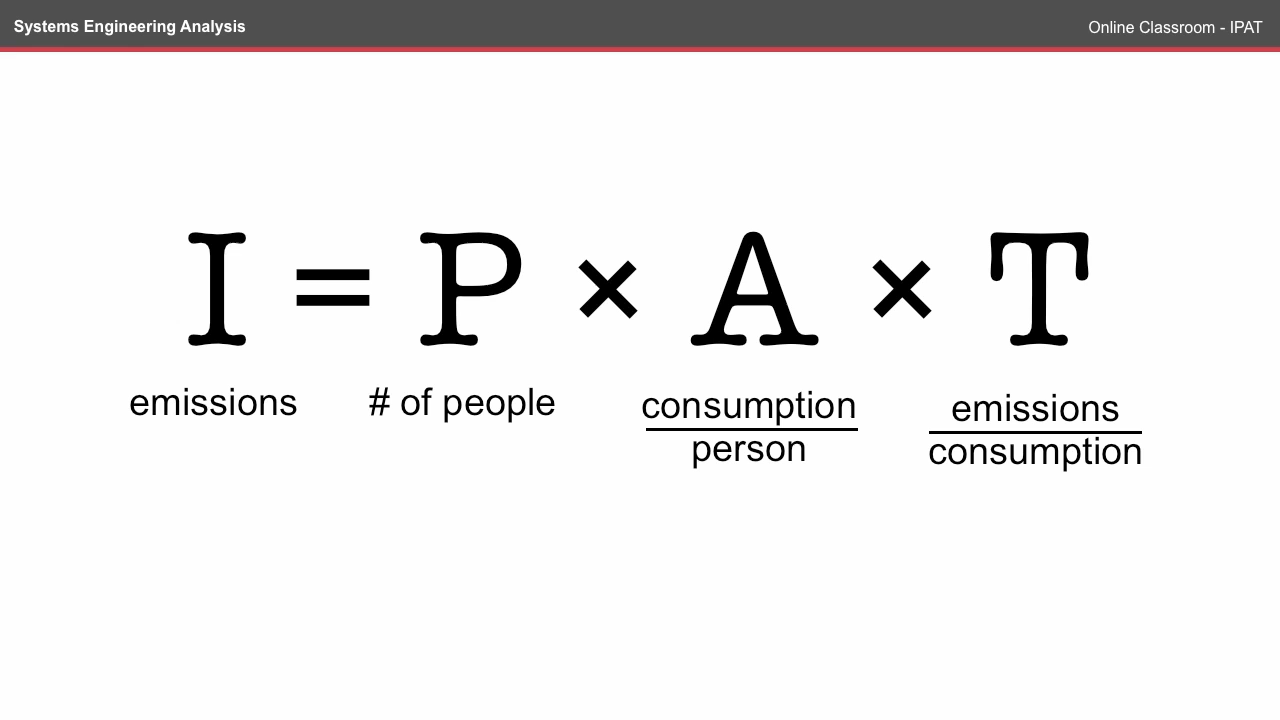 Systems Engineering Analysis
Online Classroom - IPAT
I = P × A × T
emissions
# of people
consumption
person
emissions
consumption